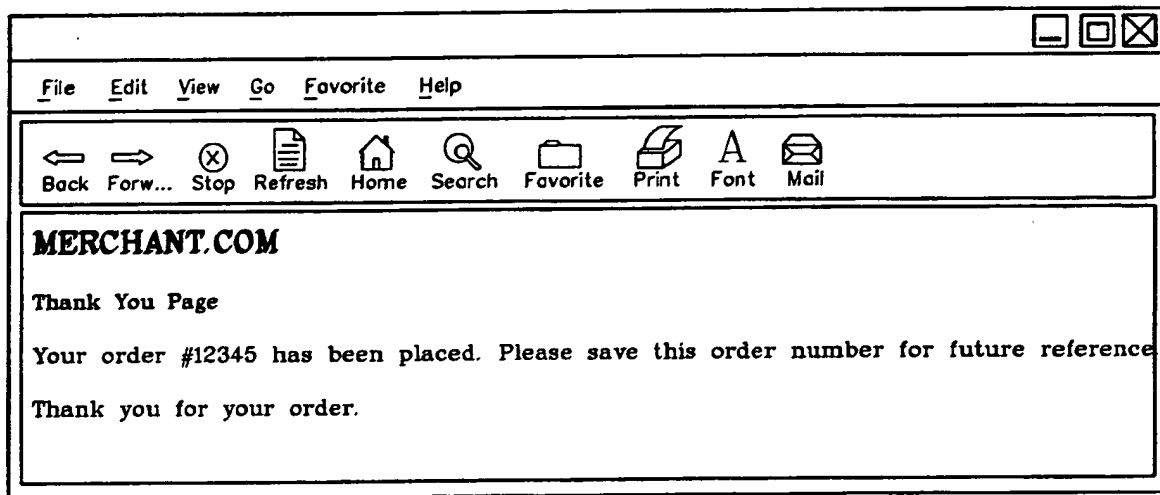 File Edit View Go Favorite Help
Back Forw... Stop Refresh Home Search Favorite Print Font Mail
MERCHANT.COM
Thank You Page
Your order #12345 has been placed. Please save this order number for future reference
Thank you for your order.